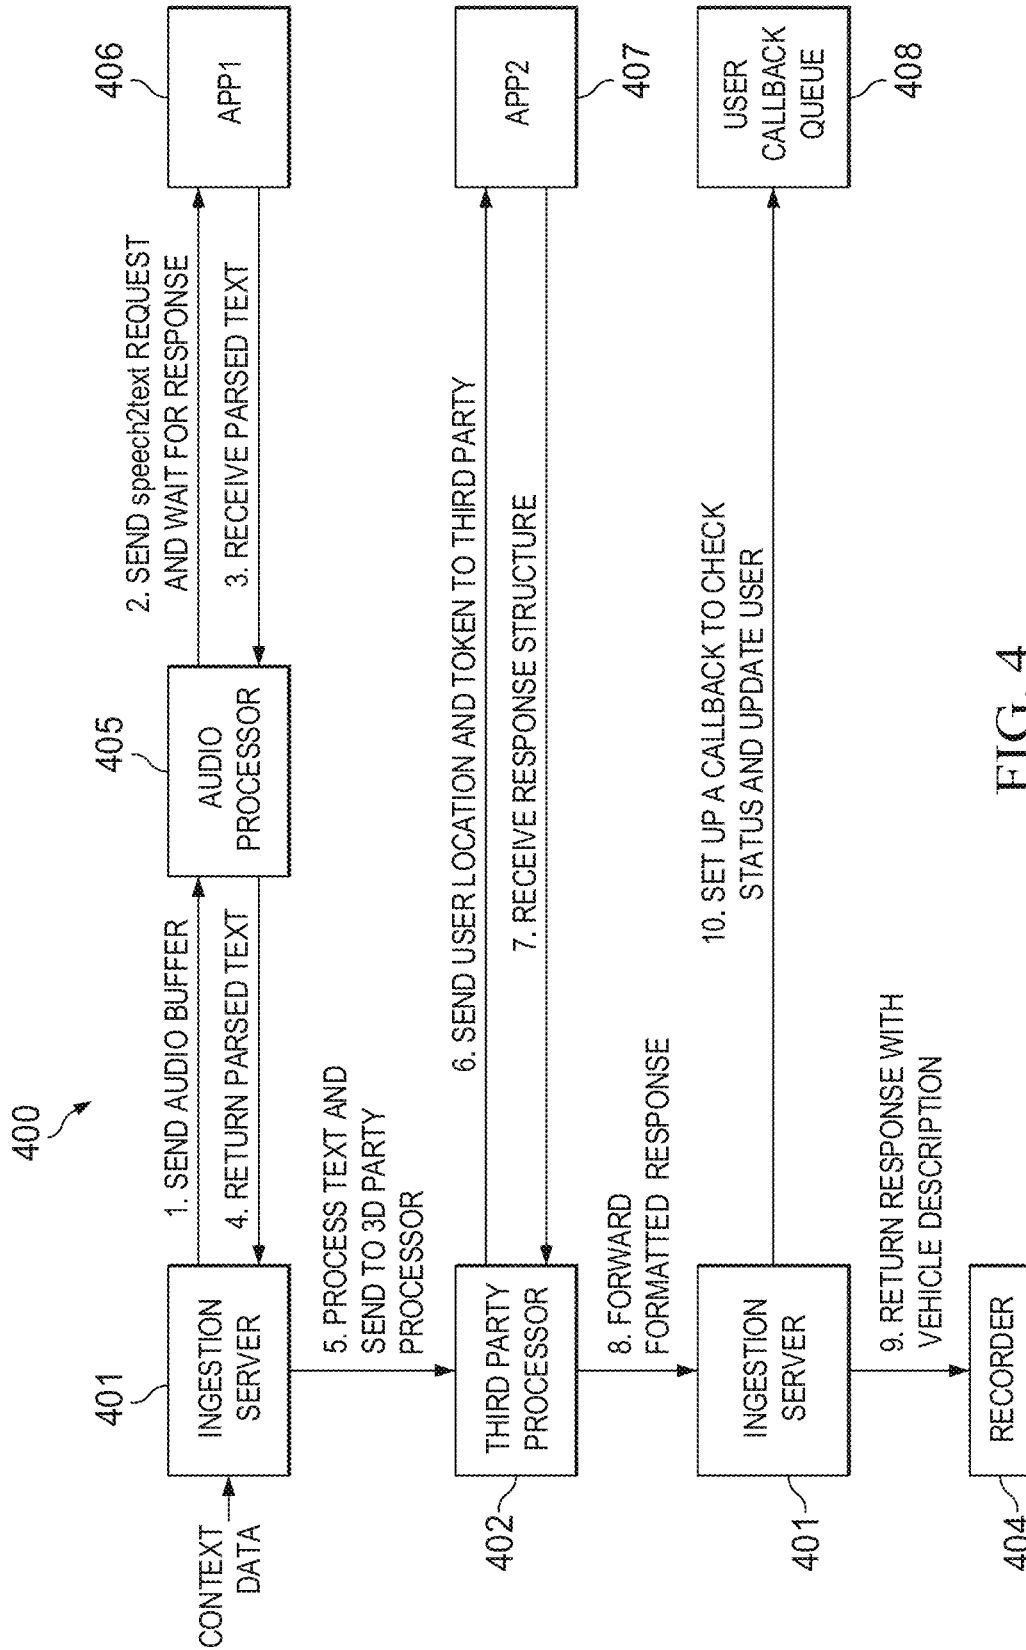 400
401
405
406
CONTEXT
DATA
INGESTION
SERVER
1. SEND AUDIO BUFFER
4. RETURN PARSED TEXT
AUDIO
PROCESSOR
2. SEND speech2text REQUEST
AND WAIT FOR RESPONSE
3. RECEIVE PARSED TEXT
APP1
5. PROCESS TEXT AND
SEND TO 3D PARTY
PROCESSOR
THIRD PARTY
PROCESSOR
402
6. SEND USER LOCATION AND TOKEN TO THIRD PARTY
7. RECEIVE RESPONSE STRUCTURE
APP2
407
8. FORWARD
FORMATTED RESPONSE
INGESTION
SERVER
401
10. SET UP A CALLBACK TO CHECK
STATUS AND UPDATE USER
USER
CALLBACK
QUEUE
408
9. RETURN RESPONSE WITH
VEHICLE DESCRIPTION
RECORDER
404
FIG. 4